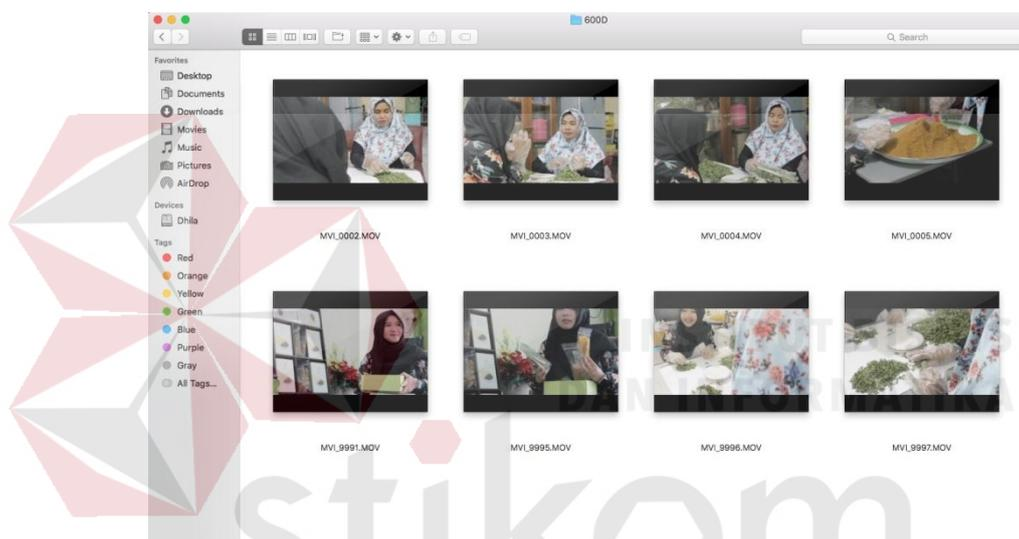 600D
Search
Favorites
Desktop
Documents
Downloads
Movies
Music
Pictures
AirDrop
Devices
Dhila
Tags
Red
Orange
Yellow
Green
Blue
Purple
Gray
All Tags...
MVI_0002.MOV
MVI_0003.MOV
MVI_0004.MOV
MVI_0005.MOV
MVI_9991.MOV
MVI_9995.MOV
MVI_9996.MOV
MVI_9997.MOV
DAN INFORMATIKA
stikom